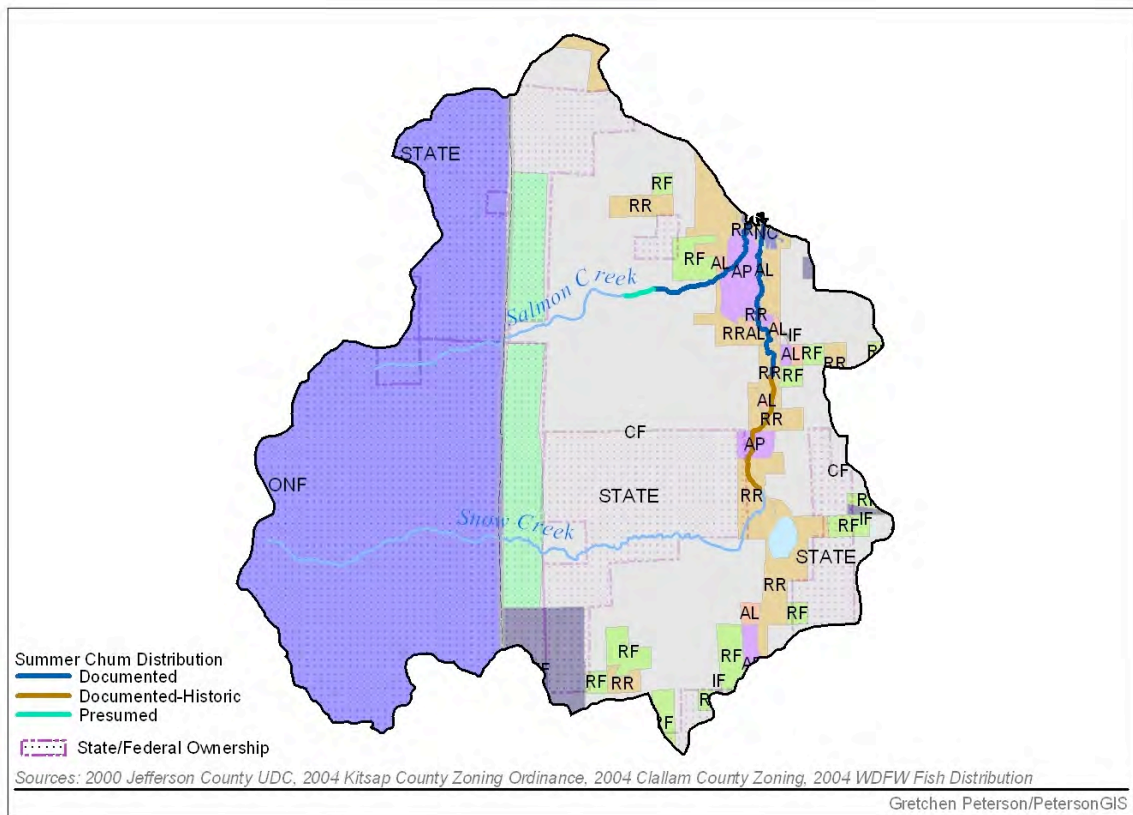 STATE
RF
RR
RR NC
RF AL AP AL
Salmon Creek
RR
RR AL AL IF
AL RF RR
RR RF
AL
RR
CF
AP
CF
ONF
STATE
RR
Snow Creek
RF IF
STATE
RR
AL RF
RF
RF
RF RR
IF
Summer Chum Distribution
Documented
Documented-Historic
Presumed
State/Federal Ownership
Sources: 2000 Jefferson County UDC, 2004 Kitsap County Zoning Ordinance, 2004 Clallam County Zoning, 2004 WDFW Fish Distribution
Gretchen Peterson/PetersonGIS